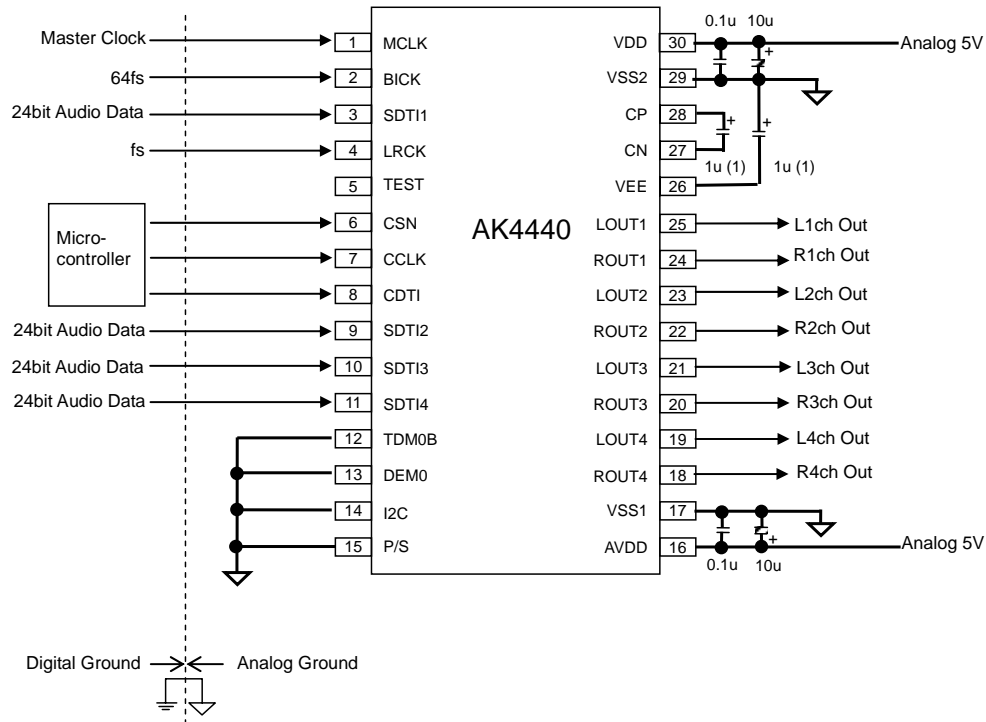 0.1u 10u
Master Clock 1 MCLK VDD 30 Analog 5V
64fs 2 BICK VSS2 29
24bit Audio Data 3 SDTI1 CP 28 + +
fs 4 LRCK CN 27
1u (1) 1u (1)
5 TEST VEE 26
6 CSN AK4440 LOUT1 25 L1ch Out
Micro-
controller
7 CCLK ROUT1 24 R1ch Out
8 CDTI LOUT2 23 L2ch Out
24bit Audio Data 9 SDTI2 ROUT2 22 R2ch Out
24bit Audio Data 10 SDTI3 LOUT3 21 L3ch Out
24bit Audio Data 11 SDTI4 ROUT3 20 R3ch Out
12 TDM0B LOUT4 19 L4ch Out
13 DEM0 ROUT4 18 R4ch Out
14 I2C VSS1 17
15 P/S AVDD 16 Analog 5V
0.1u 10u
Digital Ground Analog Ground